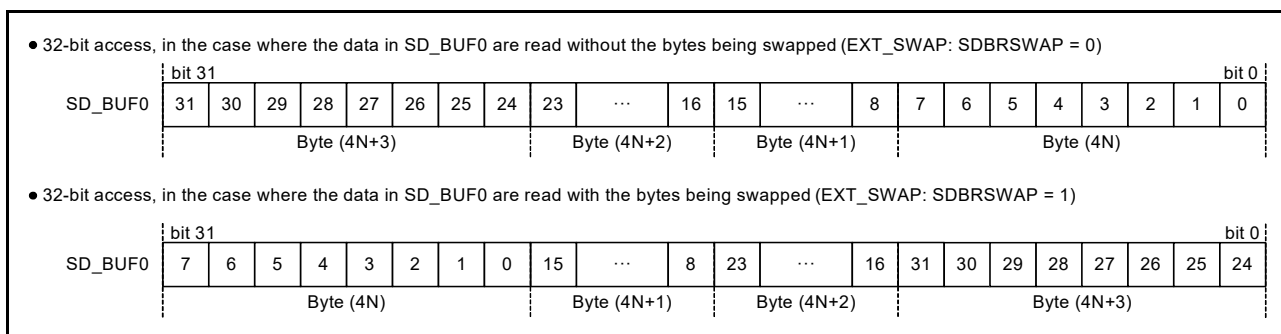 ● 32-bit access, in the case where the data in SD_BUF0 are read without the bytes being swapped (EXT_SWAP: SDBRSWAP = 0)
bit 31 bit 0
SD_BUF0 31 30 29 28 27 26 25 24 23 ··· 16 15 ··· 8 7 6 5 4 3 2 1 0
Byte (4N+3) Byte (4N+2) Byte (4N+1) Byte (4N)
● 32-bit access, in the case where the data in SD_BUF0 are read with the bytes being swapped (EXT_SWAP: SDBRSWAP = 1)
bit 31 bit 0
SD_BUF0 7 6 5 4 3 2 1 0 15 ··· 8 23 ··· 16 31 30 29 28 27 26 25 24
Byte (4N) Byte (4N+1) Byte (4N+2) Byte (4N+3)